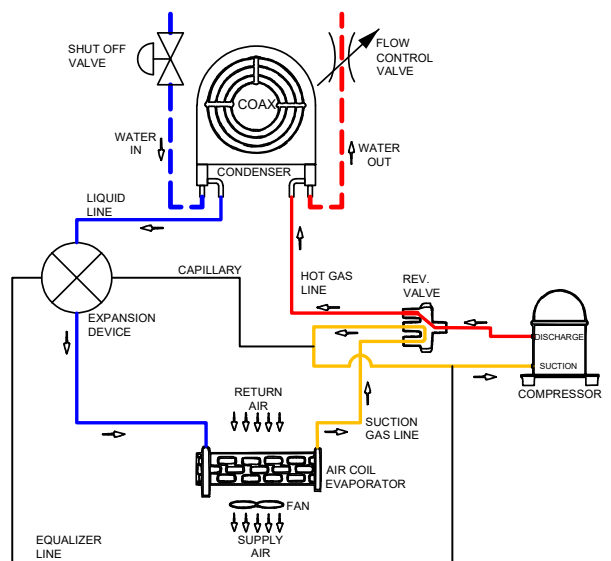 SHUT OFF
VALVE
FLOW
CONTROL
VALVE
COAX
WATER
IN
WATER
OUT
CONDENSER
LIQUID
LINE
CAPILLARY
HOT GAS
LINE
REV.
VALVE
EXPANSION
DEVICE
DISCHARGE
SUCTION
COMPRESSOR
RETURN
AIR
SUCTION
GAS LINE
AIR COIL
EVAPORATOR
FAN
SUPPLY
AIR
EQUALIZER
LINE